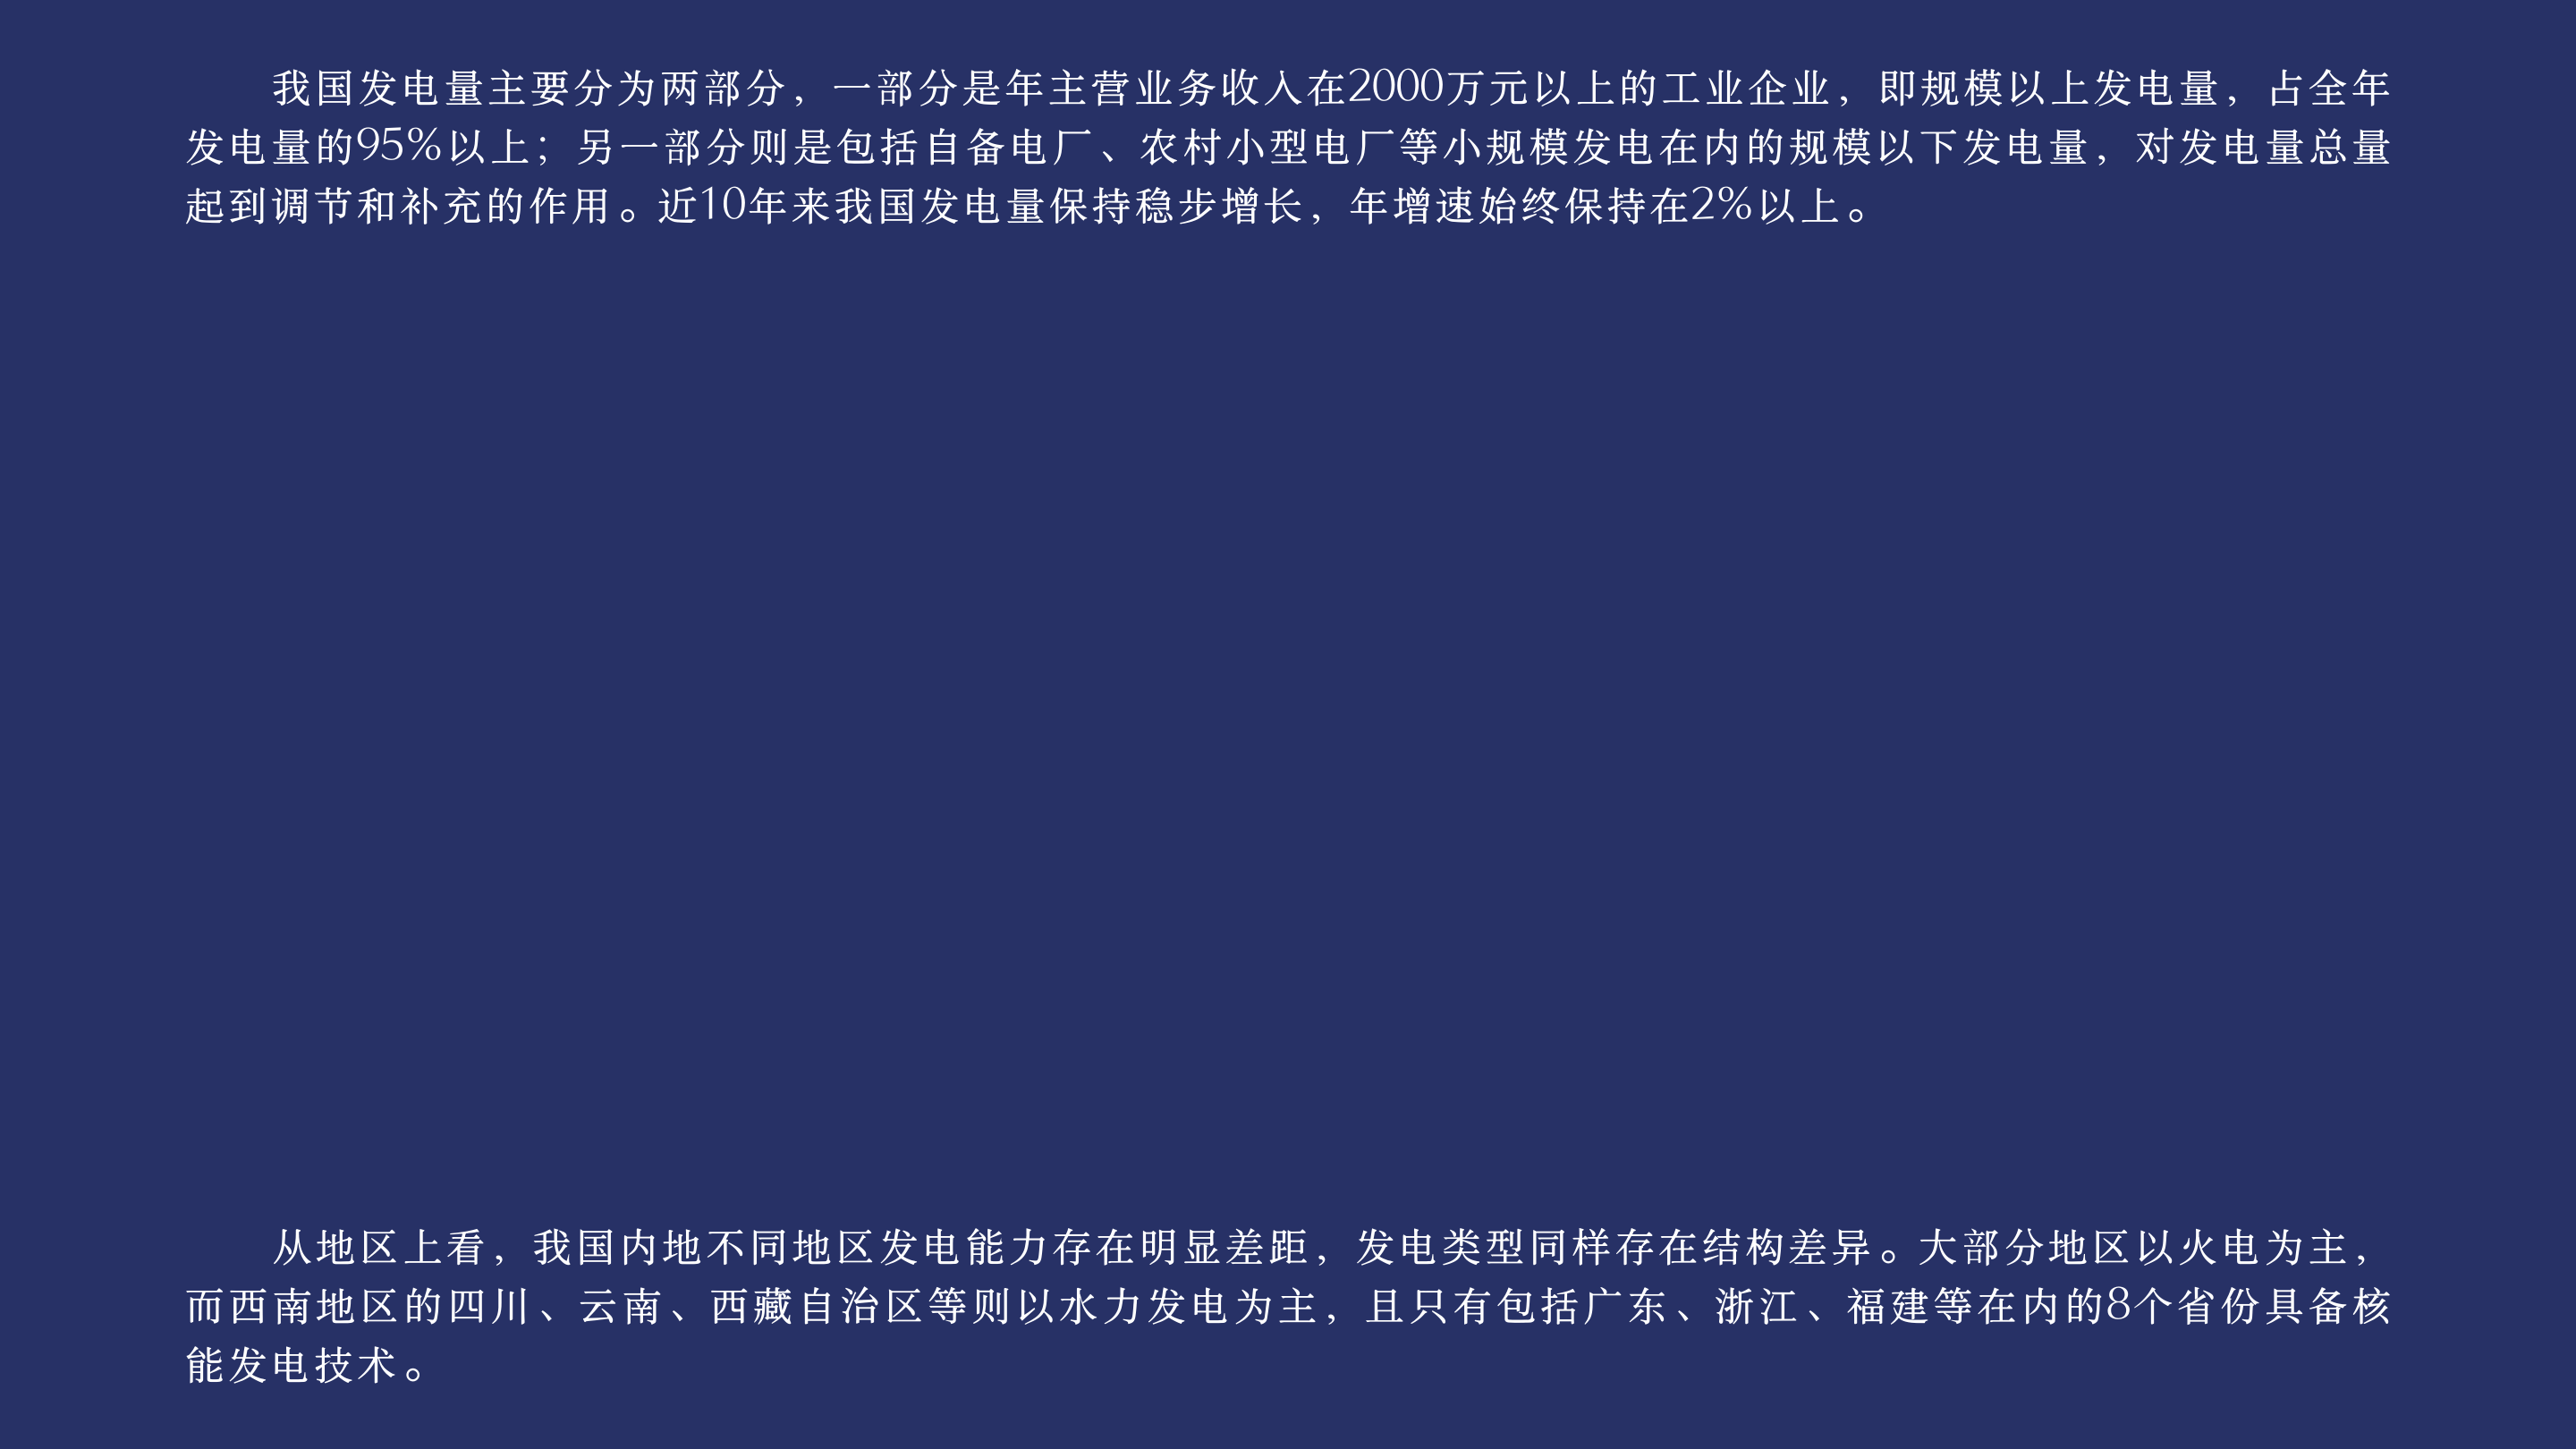 我国发电量主要分为两部分，一部分是年主营业务收入在2000万元以上的工业企业，即规模以上发电量，占全年
发电量的95%以上；另一部分则是包括自备电厂、农村小型电厂等小规模发电在内的规模以下发电量，对发电量总量
起到调节和补充的作用。近10年来我国发电量保持稳步增长，年增速始终保持在2%以上。
从地区上看，我国内地不同地区发电能力存在明显差距，发电类型同样存在结构差异。大部分地区以火电为主，
而西南地区的四川、云南、西藏自治区等则以水力发电为主，且只有包括广东、浙江、福建等在内的8个省份具备核
能发电技术。